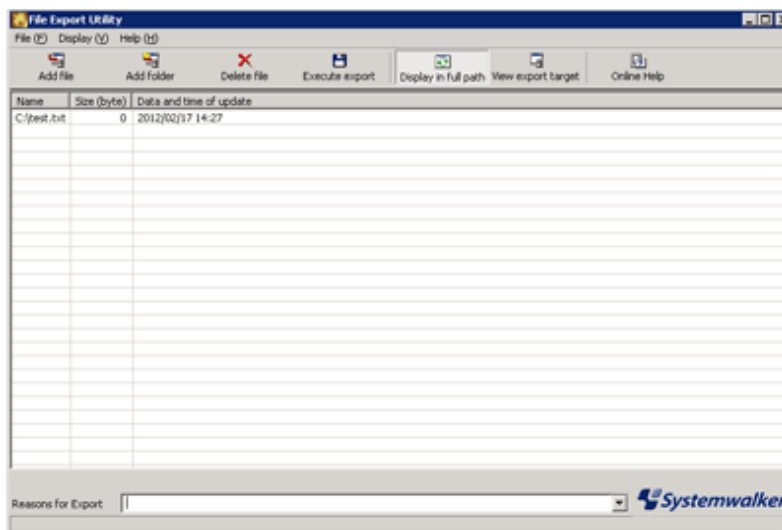 File Export Utility
File (F) Display (V) Help (H)
Add file Add folder Delete file Execute export Display in full path View export target Online Help
Name Size (byte) Data and time of update
C:\test.txt 0 2012/02/17 14:27
Reasons for Export
Systemwalker